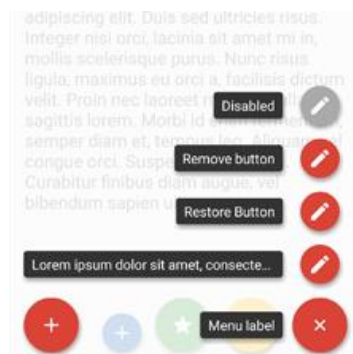 adipiscing elit. Duis sed ultricies risus.
Integer nisi orci, lacinia sit amet mi in,
mollis scelerisque purus. Nunc risus
ligula, maximus eu orci a, facilisis dictum
velit. Proin nec laoreet
Disabled
sagittis lorem. Morbi id
semper diam et, tempus leo. Aliquam
Remove button
congue orci.
Curabitur finibus diam augue, vel
bibendum sapien
Restore Button
Lorem ipsum dolor sit amet, consecte...
Menu label